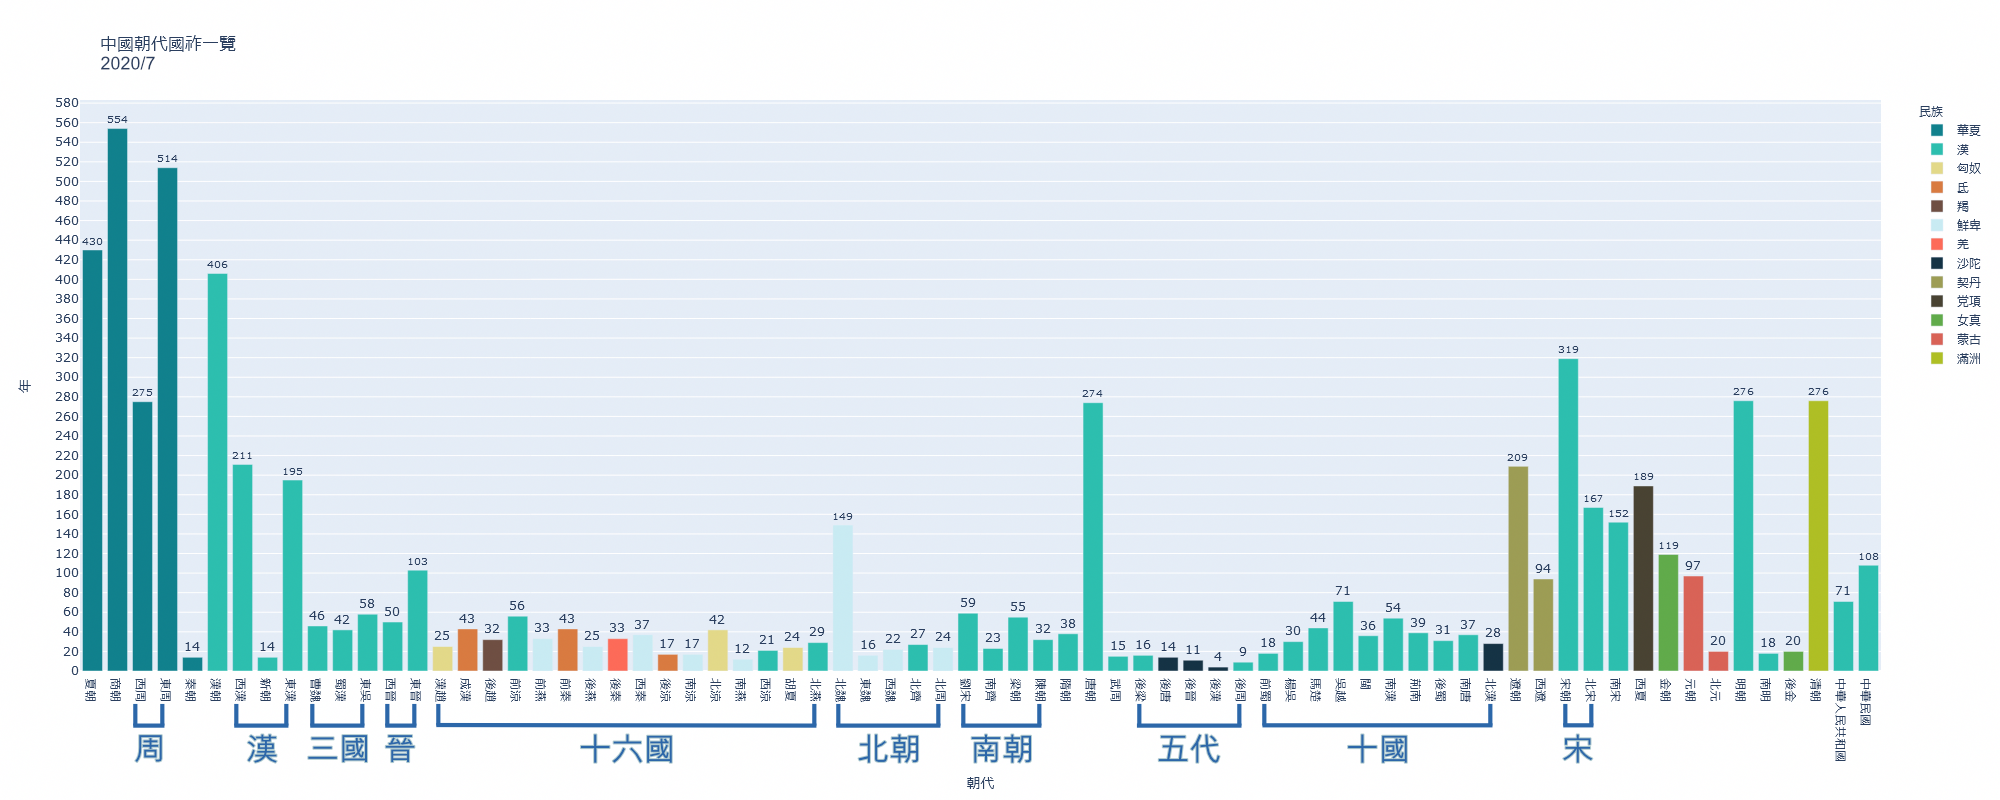 中國朝代國祚一覽
2020/7
年
580
560
540
520
500
480
460
440
420
400
380
360
340
320
300
280
260
240
220
200
180
160
140
120
100
80
60
40
20
0
430
554
275
514
14
406
211
14
195
46
42
58
50
103
25
43
32
56
33
43
25
33
37
17
17
42
12
21
24
29
149
16
22
27
24
59
23
55
32
38
274
15
16
14
11
4
9
18
30
44
71
36
54
39
31
37
28
209
94
319
167
152
189
119
97
20
276
18
20
276
71
108
夏朝
商朝
西周
東周
秦朝
漢朝
西漢
新朝
東漢
曹魏
蜀漢
東吳
西晉
東晉
漢趙
成漢
後趙
前涼
前燕
前秦
後燕
後秦
西秦
後涼
南涼
北涼
南燕
西涼
胡夏
北燕
北魏
東魏
西魏
北齊
北周
劉宋
南齊
梁朝
陳朝
隋朝
唐朝
武周
後梁
後唐
後晉
後漢
後周
前蜀
楊吳
馬楚
吳越
閩
南漢
荊南
後蜀
南唐
北漢
遼朝
西遼
宋朝
北宋
南宋
西夏
金朝
元朝
北元
明朝
南明
後金
清朝
中華人民共和國
中華民國
周
漢
三國
晉
十六國
北朝
南朝
五代
十國
宋
朝代
民族
華夏
漢
匈奴
氐
羯
鮮卑
羌
沙陀
契丹
党項
女真
蒙古
滿洲